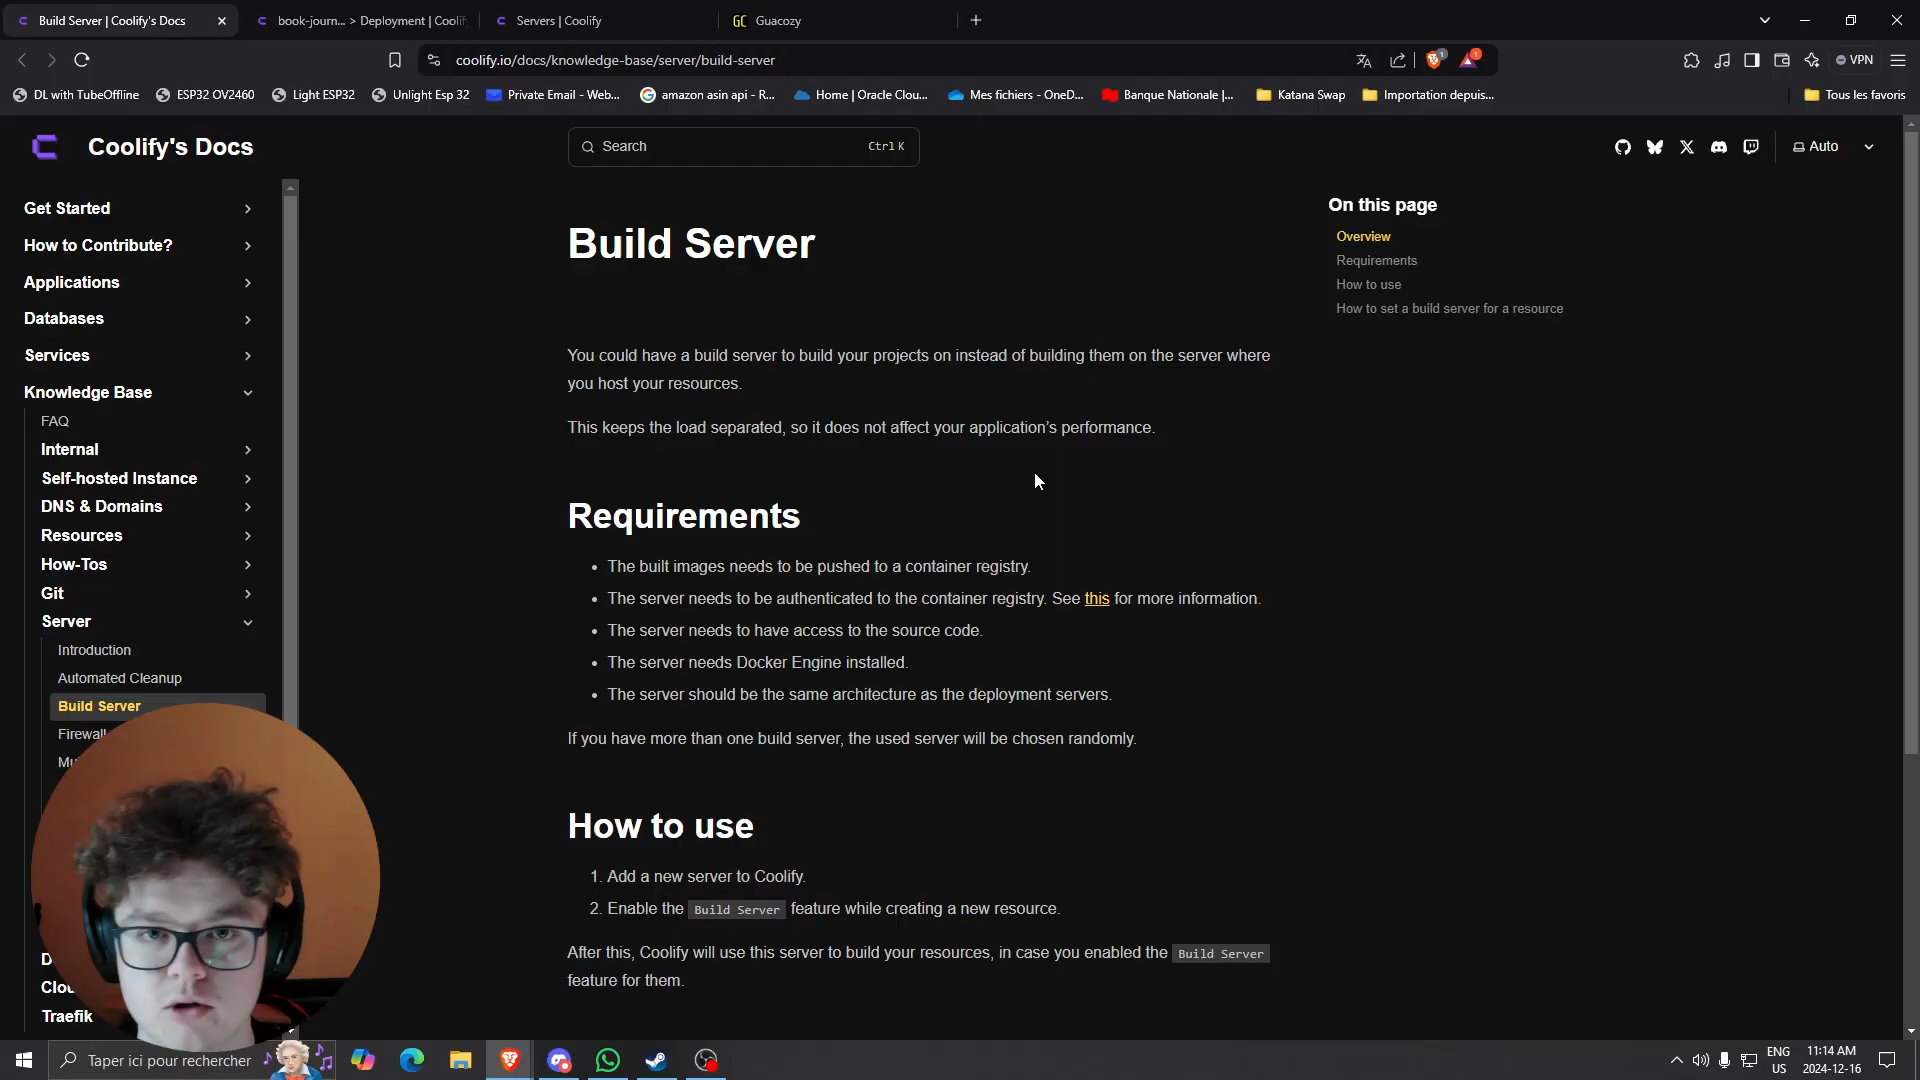 Build Server | Coolify's Docs
book-journ... > Deployment | Coolif
Servers | Coolify
GC Guacozy
coolify.io/docs/knowledge-base/server/build-server
1
1
VPN
DL with TubeOffline
ESP32 OV2460
Light ESP32
Unlight Esp 32
Private Email - Web...
amazon asin api - R...
Home | Oracle Clou...
Mes fichiers - OneD...
Banque Nationale |...
Katana Swap
Importation depuis...
Tous les favoris
Coolify's Docs
Search
Ctrl K
Auto
Get Started
How to Contribute?
Applications
Databases
Services
Knowledge Base
FAQ
Internal
Self-hosted Instance
DNS & Domains
Resources
How-Tos
Git
Server
Introduction
Automated Cleanup
Build Server
Firewall
Traefik
Build Server
You could have a build server to build your projects on instead of building them on the server where
you host your resources.
This keeps the load separated, so it does not affect your application's performance.
Requirements
• The built images needs to be pushed to a container registry.
• The server needs to be authenticated to the container registry. See this for more information.
• The server needs to have access to the source code.
• The server needs Docker Engine installed.
• The server should be the same architecture as the deployment servers.
If you have more than one build server, the used server will be chosen randomly.
How to use
1. Add a new server to Coolify.
2. Enable the Build Server feature while creating a new resource.
After this, Coolify will use this server to build your resources, in case you enabled the Build Server
feature for them.
On this page
Overview
Requirements
How to use
How to set a build server for a resource
Taper ici pour rechercher
ENG
US
11:14 AM
2024-12-16